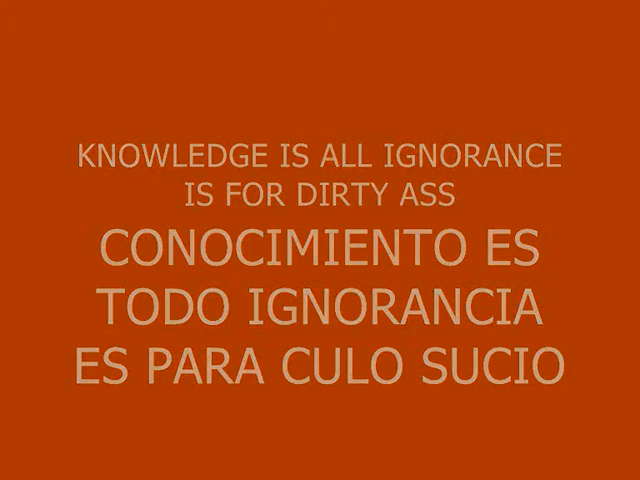 KNOWLEDGE IS ALL IGNORANCE
IS FOR DIRTY ASS
CONOCIMIENTO ES
TODO IGNORANCIA
ES PARA CULO SUCIO